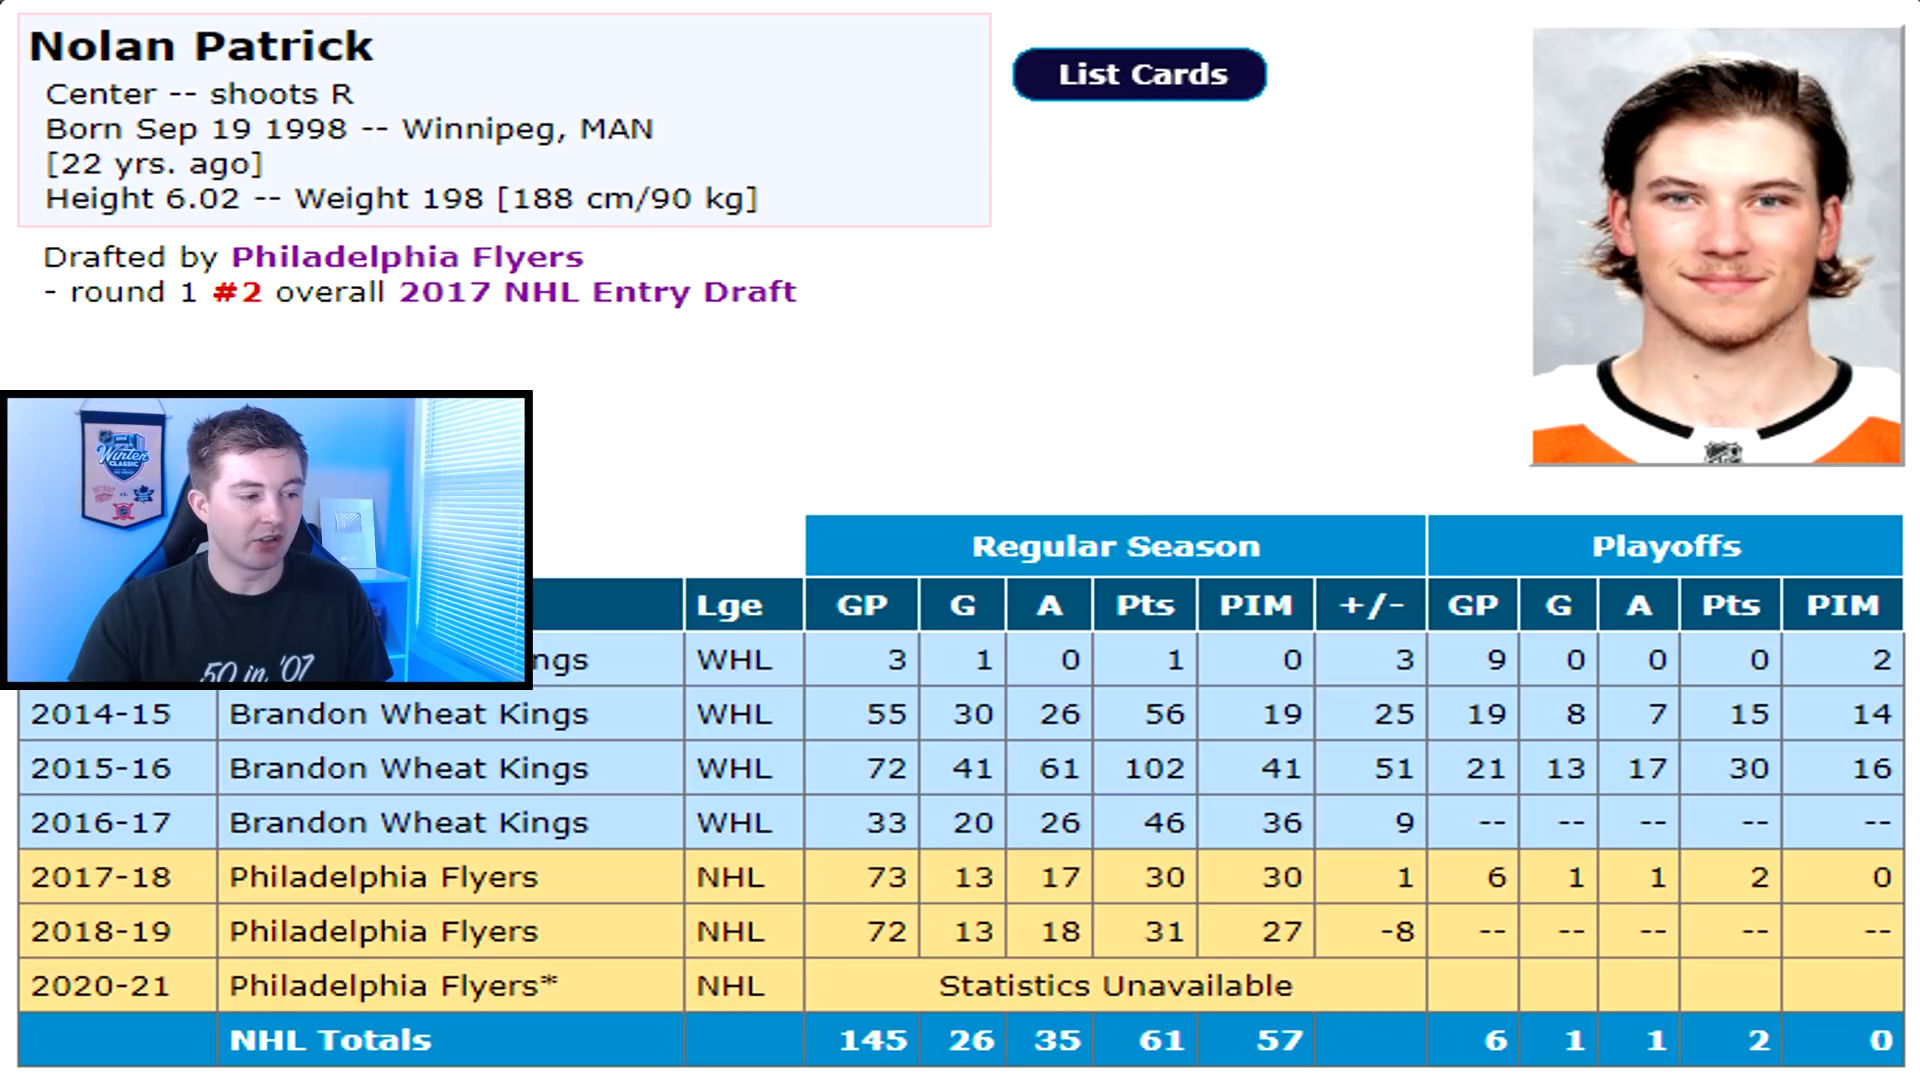 Nolan Patrick
Center -- shoots R
Born Sep 19 1998 -- Winnipeg, MAN
[22 yrs. ago]
Height 6.02 -- Weight 198 [188 cm/90 kg]
List Cards
Drafted by Philadelphia Flyers
- round 1 #2 overall 2017 NHL Entry Draft
Winter
CLASSIC
vs.
50 in '07
Regular Season Playoffs
Lge GP G A Pts PIM +/- GP G A Pts PIM
ngs WHL 3 1 0 1 0 3 9 0 0 0 2
2014-15 Brandon Wheat Kings WHL 55 30 26 56 19 25 19 8 7 15 14
2015-16 Brandon Wheat Kings WHL 72 41 61 102 41 51 21 13 17 30 16
2016-17 Brandon Wheat Kings WHL 33 20 26 46 36 9 -- -- -- -- --
2017-18 Philadelphia Flyers NHL 73 13 17 30 30 1 6 1 1 2 0
2018-19 Philadelphia Flyers NHL 72 13 18 31 27 -8 -- -- -- -- --
2020-21 Philadelphia Flyers* NHL Statistics Unavailable
NHL Totals 145 26 35 61 57 6 1 1 2 0